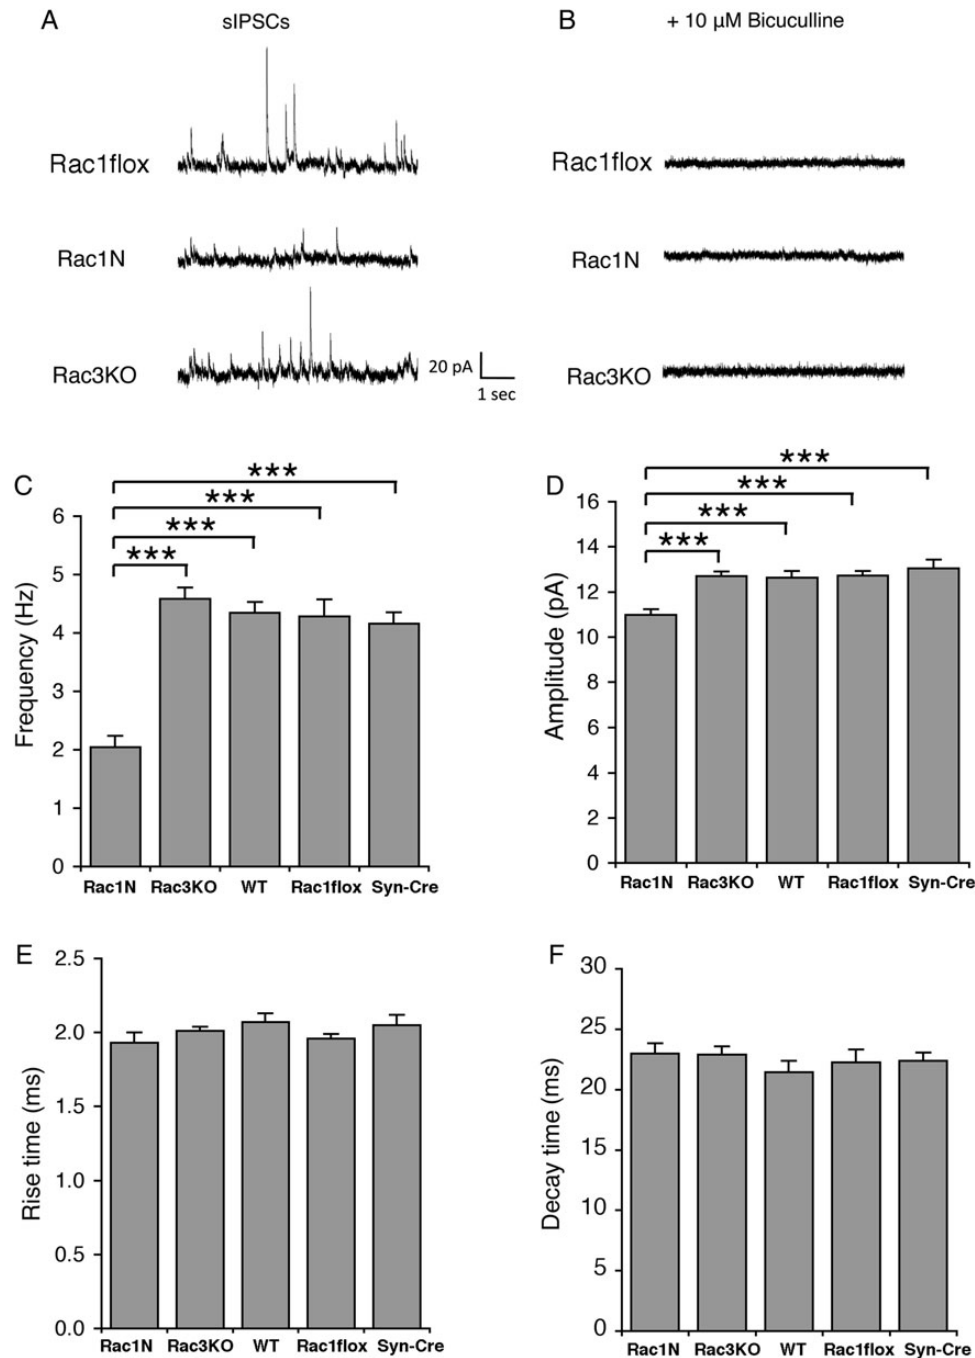 A sIPSCs B + 10 µM Bicuculline
Rac1flox Rac1flox
Rac1N Rac1N
Rac3KO 20 pA Rac3KO
1 sec
C *** D ***
*** ***
*** ***
*** ***
6 16
5 14
4 12
3 10
2 8
1 6
0 4
2
0
Frequency (Hz) Amplitude (pA)
Rac1N Rac3KO WT Rac1flox Syn-Cre Rac1N Rac3KO WT Rac1flox Syn-Cre
E F
2.5 30
2.0 25
1.5 20
1.0 15
0.5 10
0.0 5
0
Rise time (ms) Decay time (ms)
Rac1N Rac3KO WT Rac1flox Syn-Cre Rac1N Rac3KO WT Rac1flox Syn-Cre